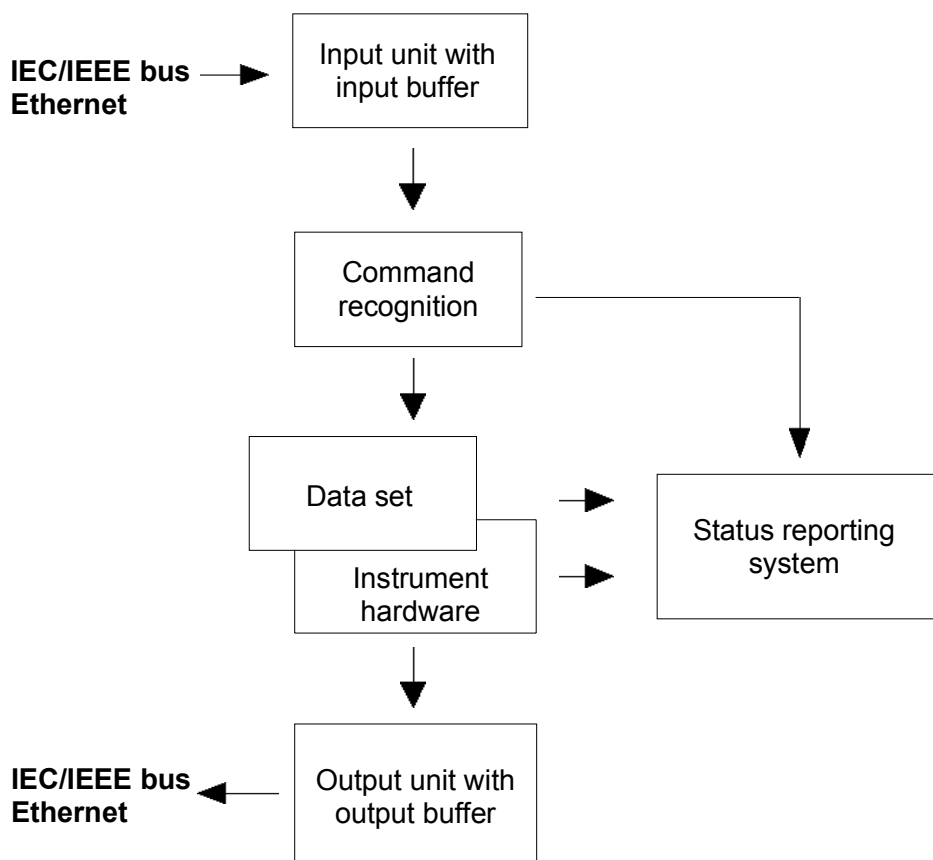 IEC/IEEE bus
Ethernet
Input unit with
input buffer
Command
recognition
Data set
Instrument
hardware
Status reporting
system
IEC/IEEE bus
Ethernet
Output unit with
output buffer